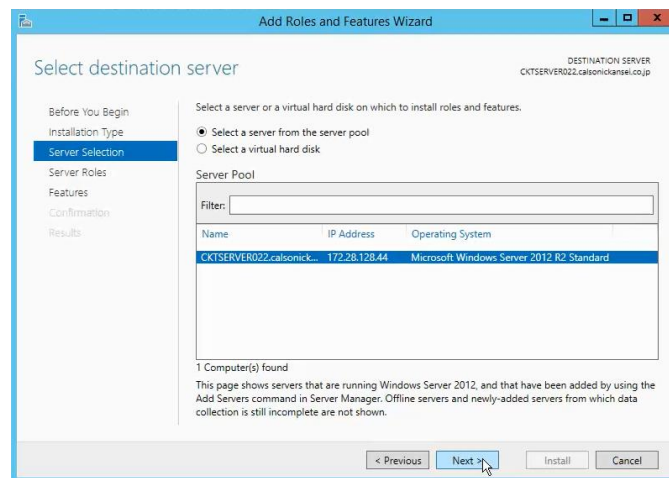 Add Roles and Features Wizard
Select destination server
DESTINATION SERVER
CKTSERVER022.calsonickansei.co.jp
Before You Begin
Installation Type
Server Selection
Server Roles
Features
Confirmation
Results
Select a server or a virtual hard disk on which to install roles and features.
Select a server from the server pool
Select a virtual hard disk
Server Pool
Filter:
Name IP Address Operating System
CKTSERVER022.calsonick... 172.28.128.44 Microsoft Windows Server 2012 R2 Standard
1 Computer(s) found
This page shows servers that are running Windows Server 2012, and that have been added by using the
Add Servers command in Server Manager. Offline servers and newly-added servers from which data
collection is still incomplete are not shown.
< Previous Next > Install Cancel